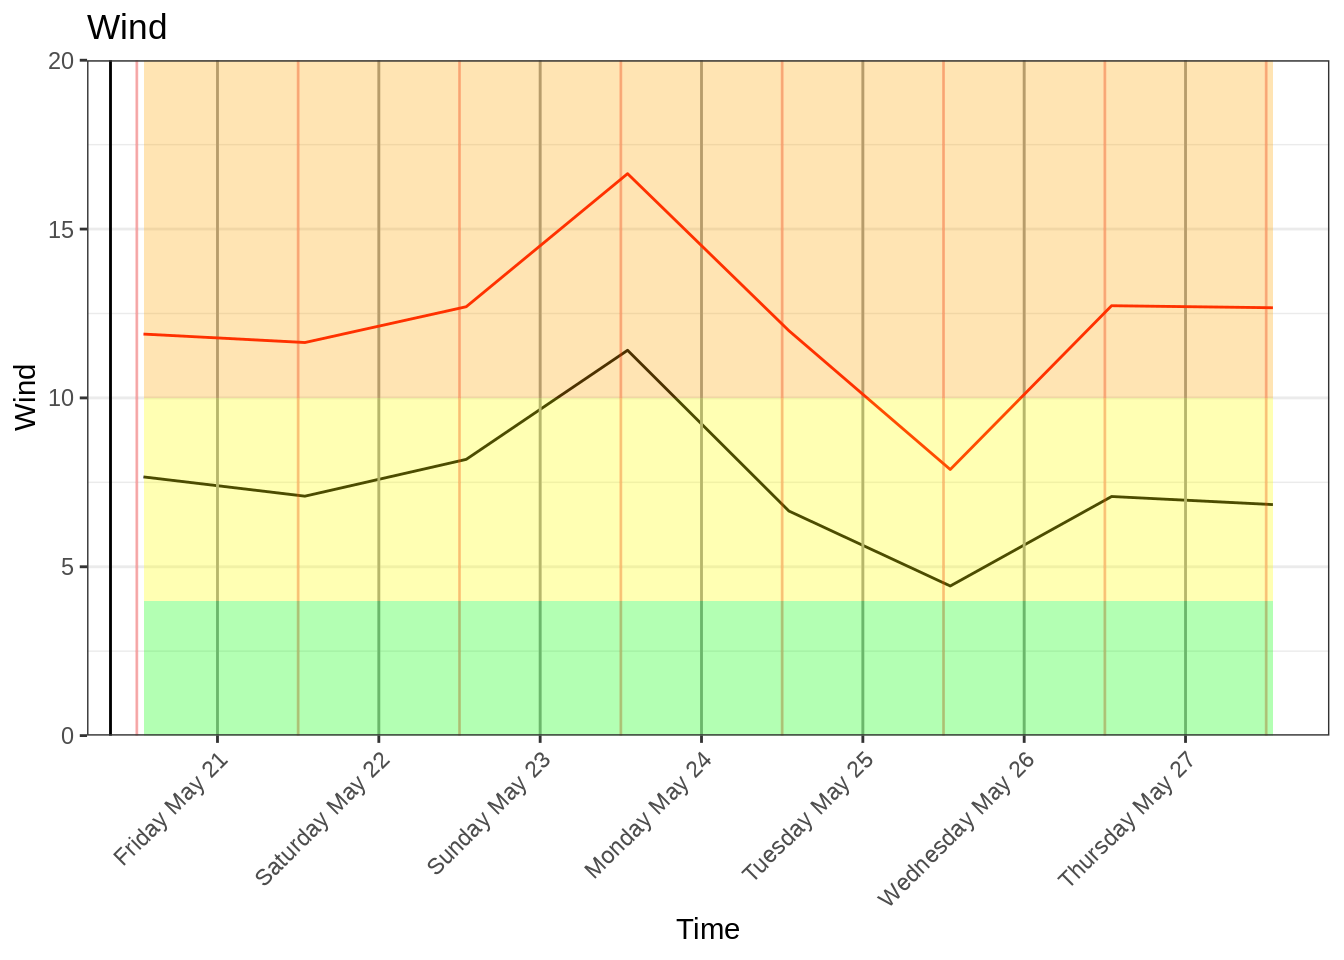 Wind
20
15
10
5
0
Wind
Friday May 21
Saturday May 22
Sunday May 23
Monday May 24
Tuesday May 25
Wednesday May 26
Thursday May 27
Time